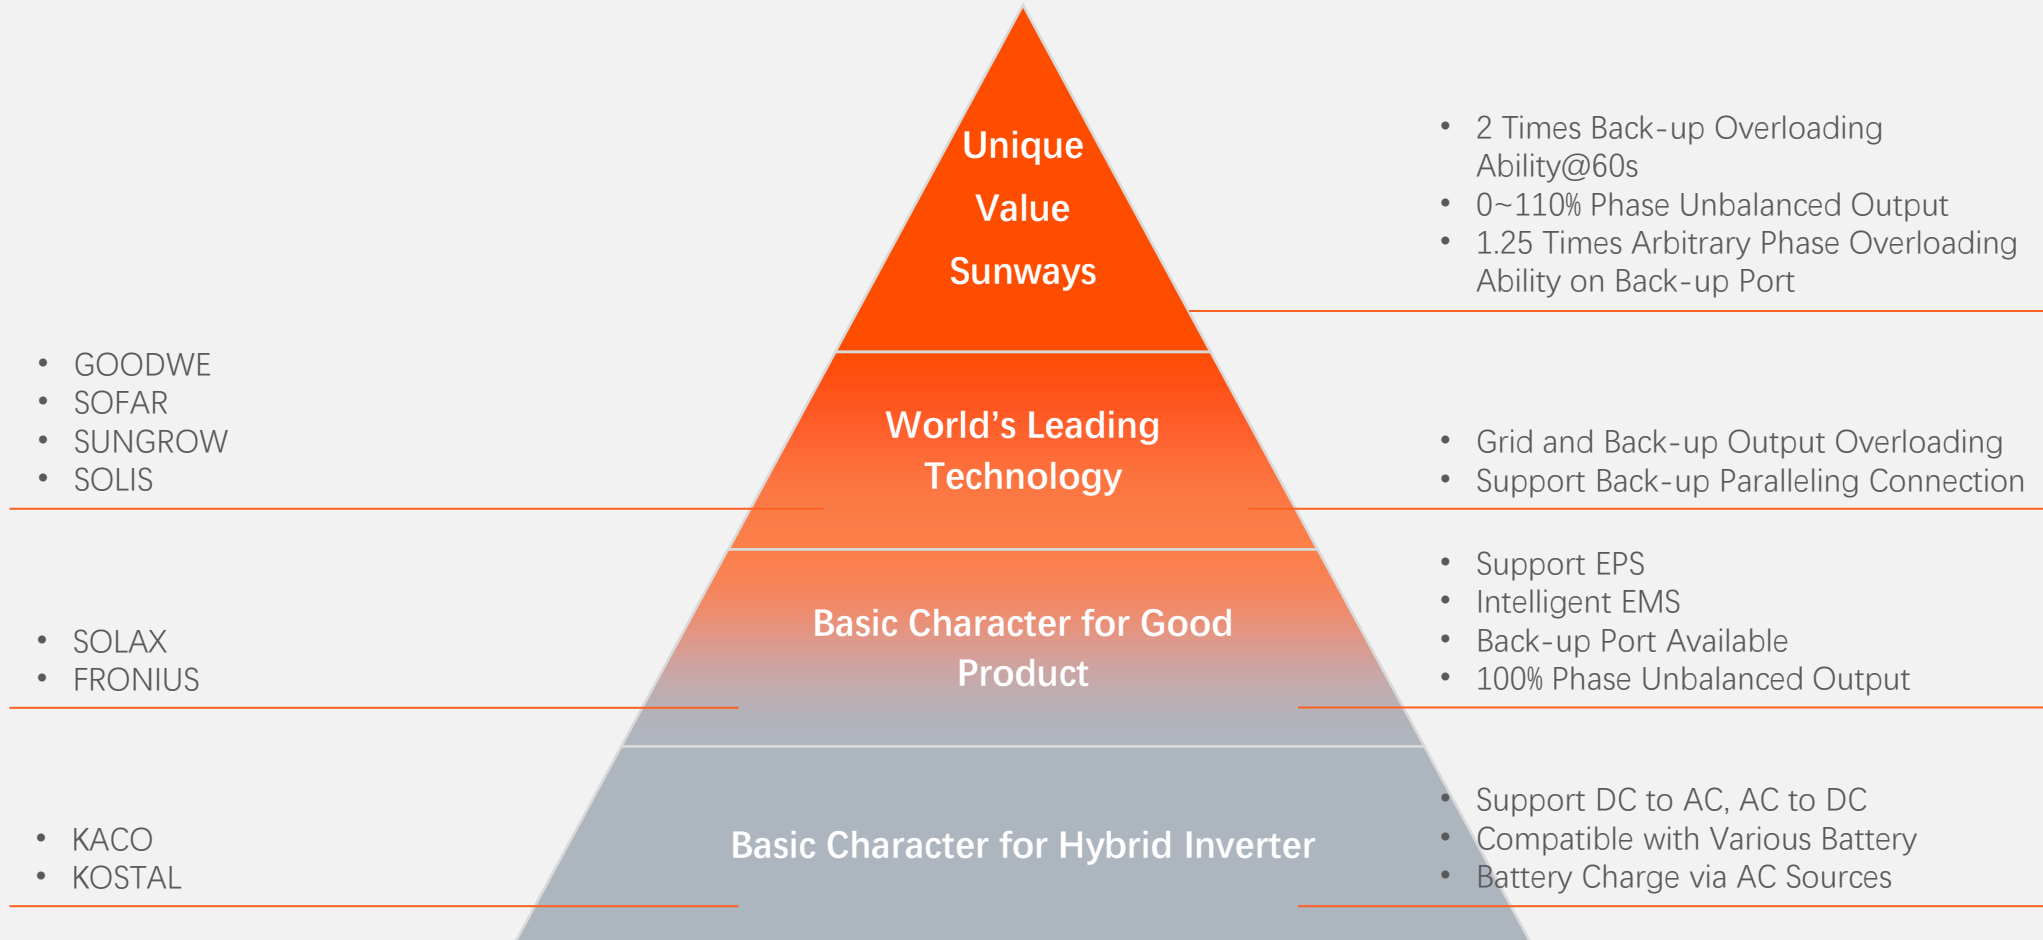 Unique
Value
Sunways
• 2 Times Back-up Overloading
Ability@60s
• 0~110% Phase Unbalanced Output
• 1.25 Times Arbitrary Phase Overloading
Ability on Back-up Port
• GOODWE
• SOFAR
• SUNGROW
• SOLIS
World's Leading
Technology
• Grid and Back-up Output Overloading
• Support Back-up Paralleling Connection
• SOLAX
• FRONIUS
Basic Character for Good
Product
• Support EPS
• Intelligent EMS
• Back-up Port Available
• 100% Phase Unbalanced Output
• KACO
• KOSTAL
Basic Character for Hybrid Inverter
• Support DC to AC, AC to DC
• Compatible with Various Battery
• Battery Charge via AC Sources